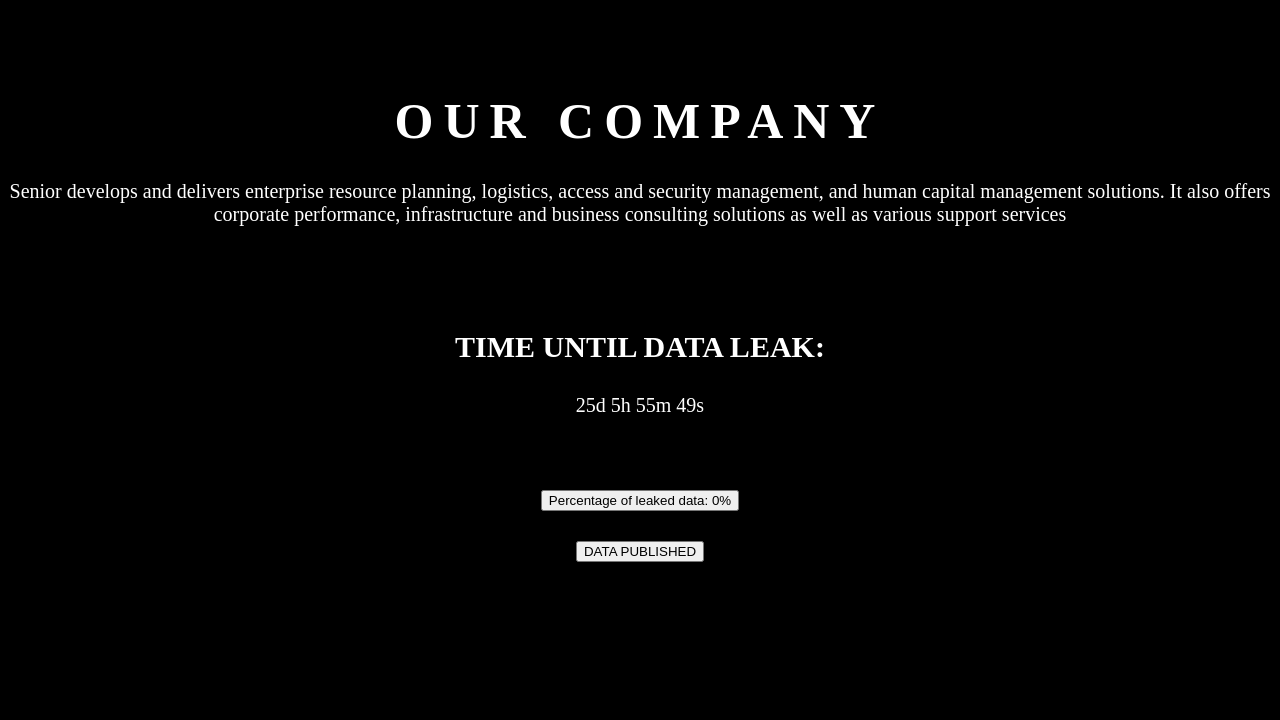 OUR COMPANY
Senior develops and delivers enterprise resource planning, logistics, access and security management, and human capital management solutions. It also offers
corporate performance, infrastructure and business consulting solutions as well as various support services
TIME UNTIL DATA LEAK:
25d 5h 55m 49s
Percentage of leaked data: 0%
DATA PUBLISHED